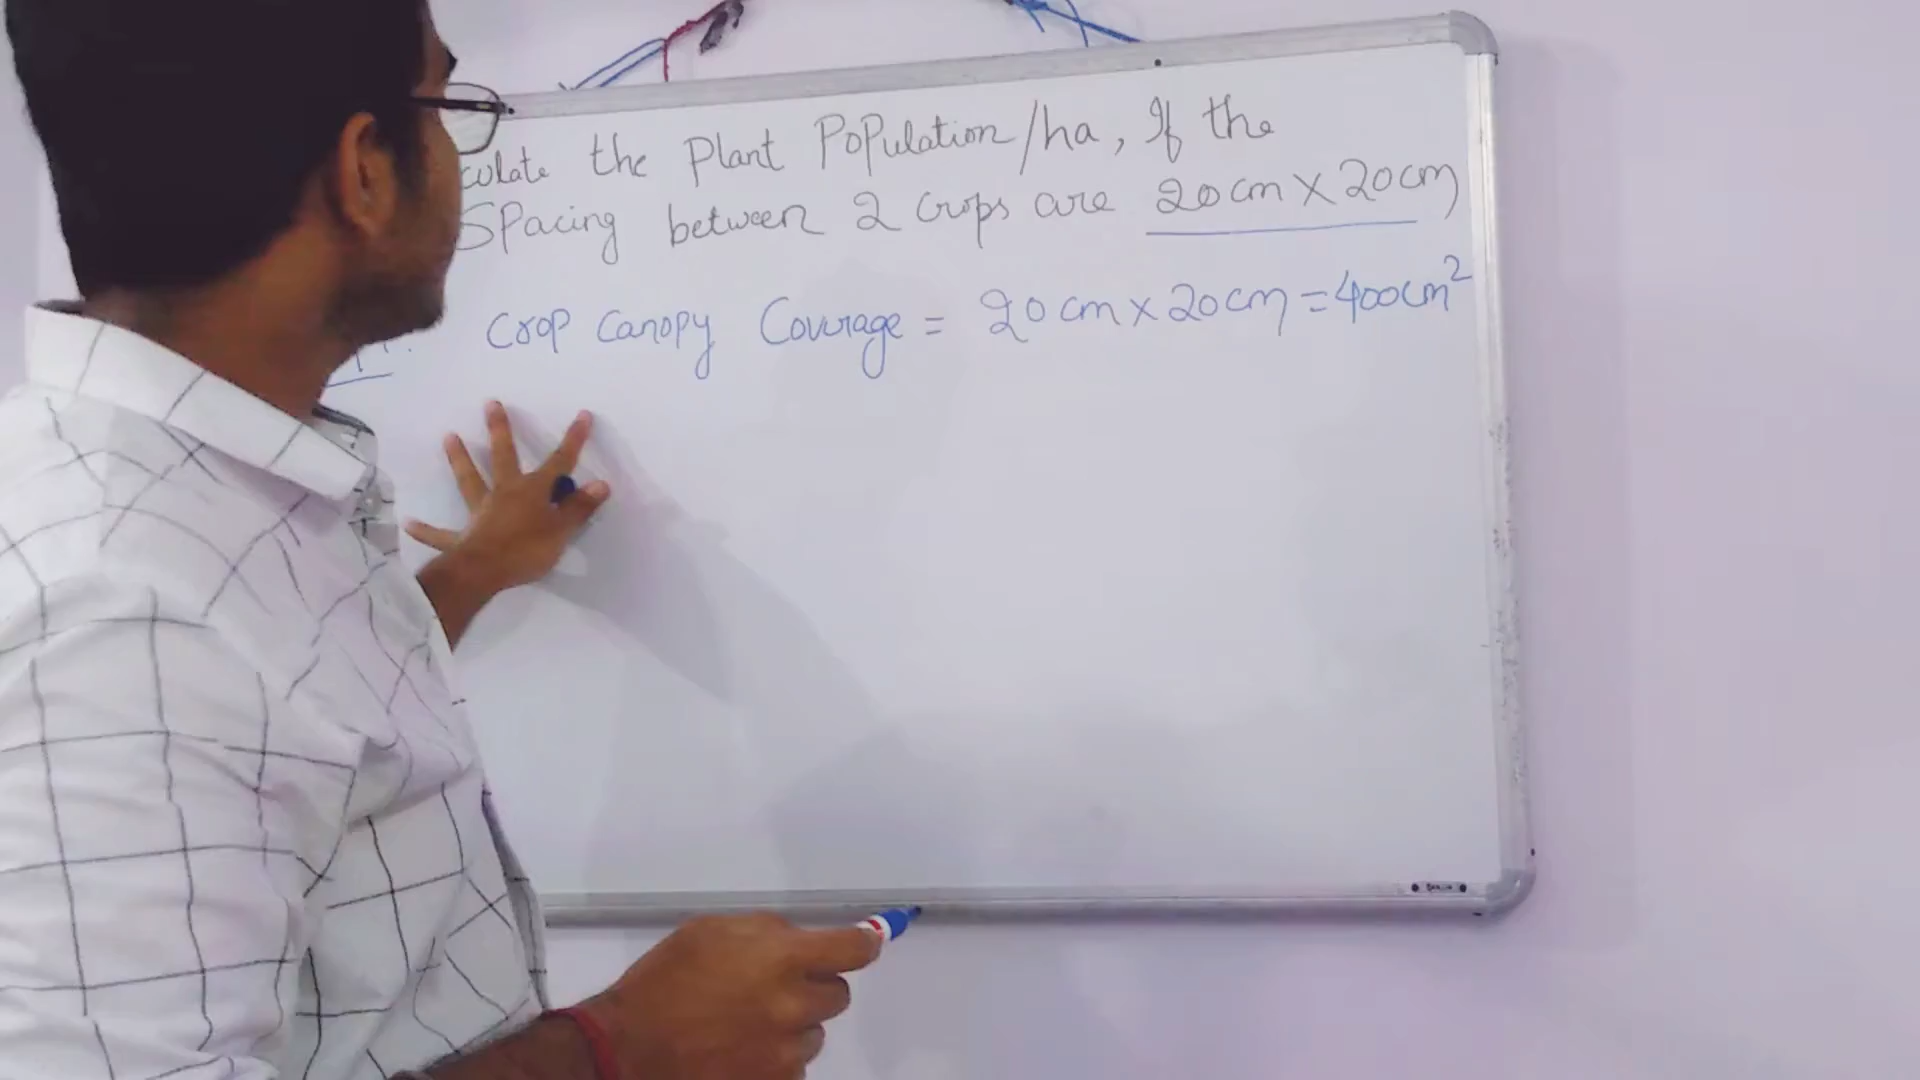 culate the Plant Population/ha, If the
Spacing between 2 crops are 20cm x 20cm
Crop Canopy Coverage = 20cm x 20cm = 400cm²